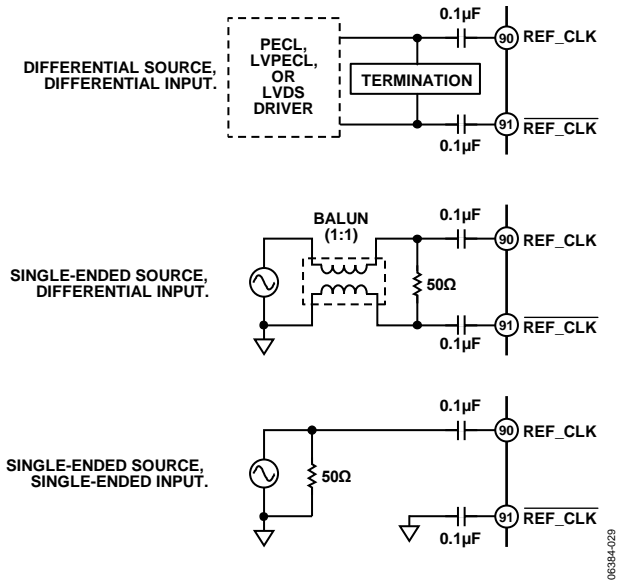 0.1µF
90 REF_CLK
PECL,
LVPECL,
OR
LVDS
DRIVER
DIFFERENTIAL SOURCE,
DIFFERENTIAL INPUT.
TERMINATION
91 REF_CLK
0.1µF
0.1µF
BALUN
(1:1)
90 REF_CLK
SINGLE-ENDED SOURCE,
DIFFERENTIAL INPUT.
50Ω
91 REF_CLK
0.1µF
0.1µF
90 REF_CLK
SINGLE-ENDED SOURCE,
SINGLE-ENDED INPUT.
50Ω
91 REF_CLK
0.1µF
06384-029